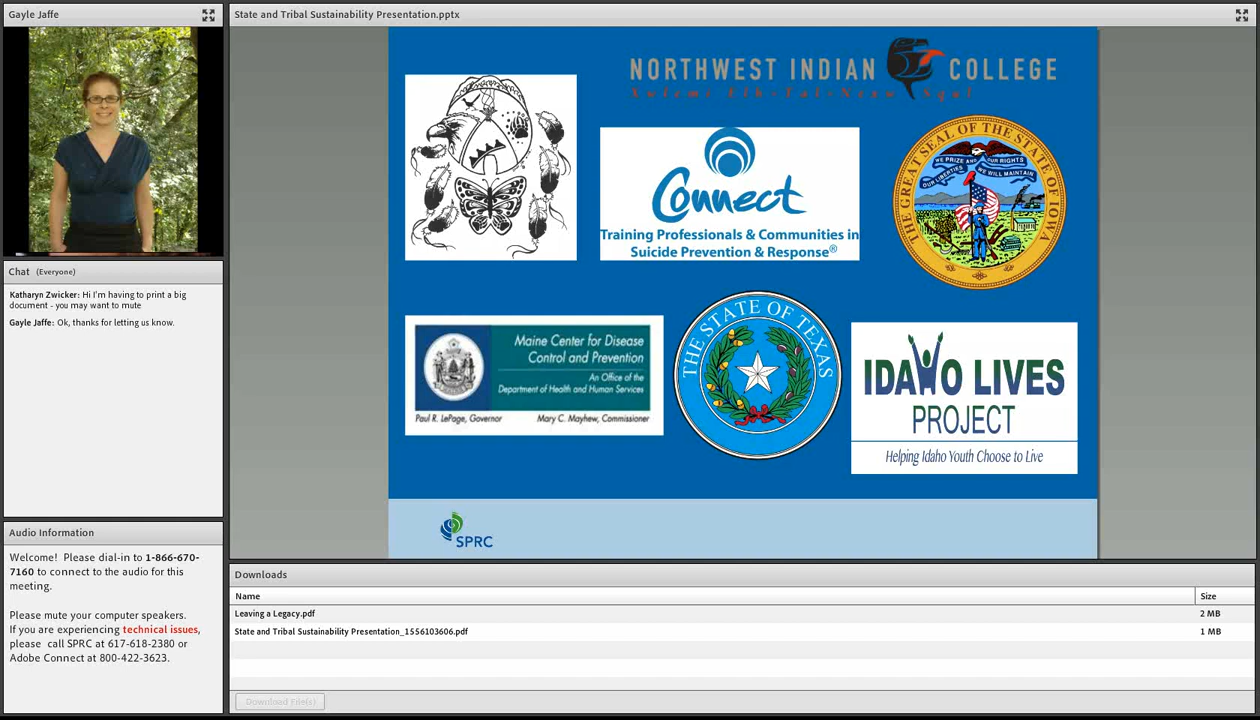 Gayle Jaffe
Chat (Everyone)
Katharyn Zwicker: Hi I'm having to print a big
document - you may want to mute
Gayle Jaffe: Ok, thanks for letting us know.
Audio Information
Welcome! Please dial-in to 1-866-670-
7160 to connect to the audio for this
meeting.
Please mute your computer speakers.
If you are experiencing technical issues,
please call SPRC at 617-618-2380 or
Adobe Connect at 800-422-3623.
State and Tribal Sustainability Presentation.pptx
NORTHWEST INDIAN COLLEGE
Connect
Training Professionals & Communities in
Suicide Prevention & Response®
THE GREAT SEAL OF THE STATE OF IOWA
OUR LIBERTIES WE PRIZE AND OUR RIGHTS WE WILL MAINTAIN
Maine Center for Disease
Control and Prevention
An Office of the
Department of Health and Human Services
Paul R. LePage, Governor Mary C. Mayhew, Commissioner
THE STATE OF TEXAS
IDAHO LIVES
PROJECT
Helping Idaho Youth Choose to Live
SPRC
Downloads
Name Size
Leaving a Legacy.pdf 2 MB
State and Tribal Sustainability Presentation_1556103606.pdf 1 MB
Download File(s)